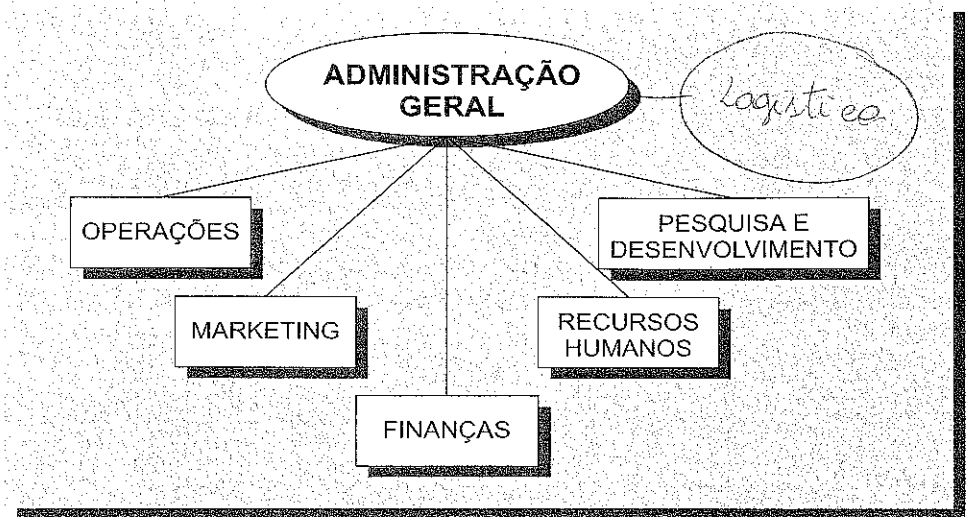 ADMINISTRAÇÃO
GERAL
Logística
OPERAÇÕES
PESQUISA E
DESENVOLVIMENTO
MARKETING
RECURSOS
HUMANOS
FINANÇAS